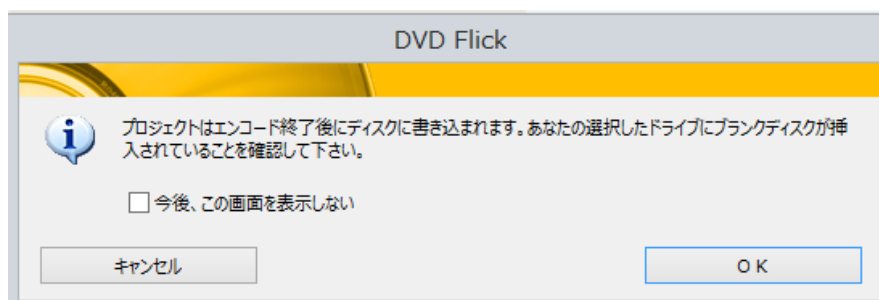 DVD Flick
プロジェクトはエンコード終了後にディスクに書き込まれます。あなたの選択したドライブにブランクディスクが挿
入されていることを確認して下さい。
今後、この画面を表示しない
キャンセル
ＯＫ